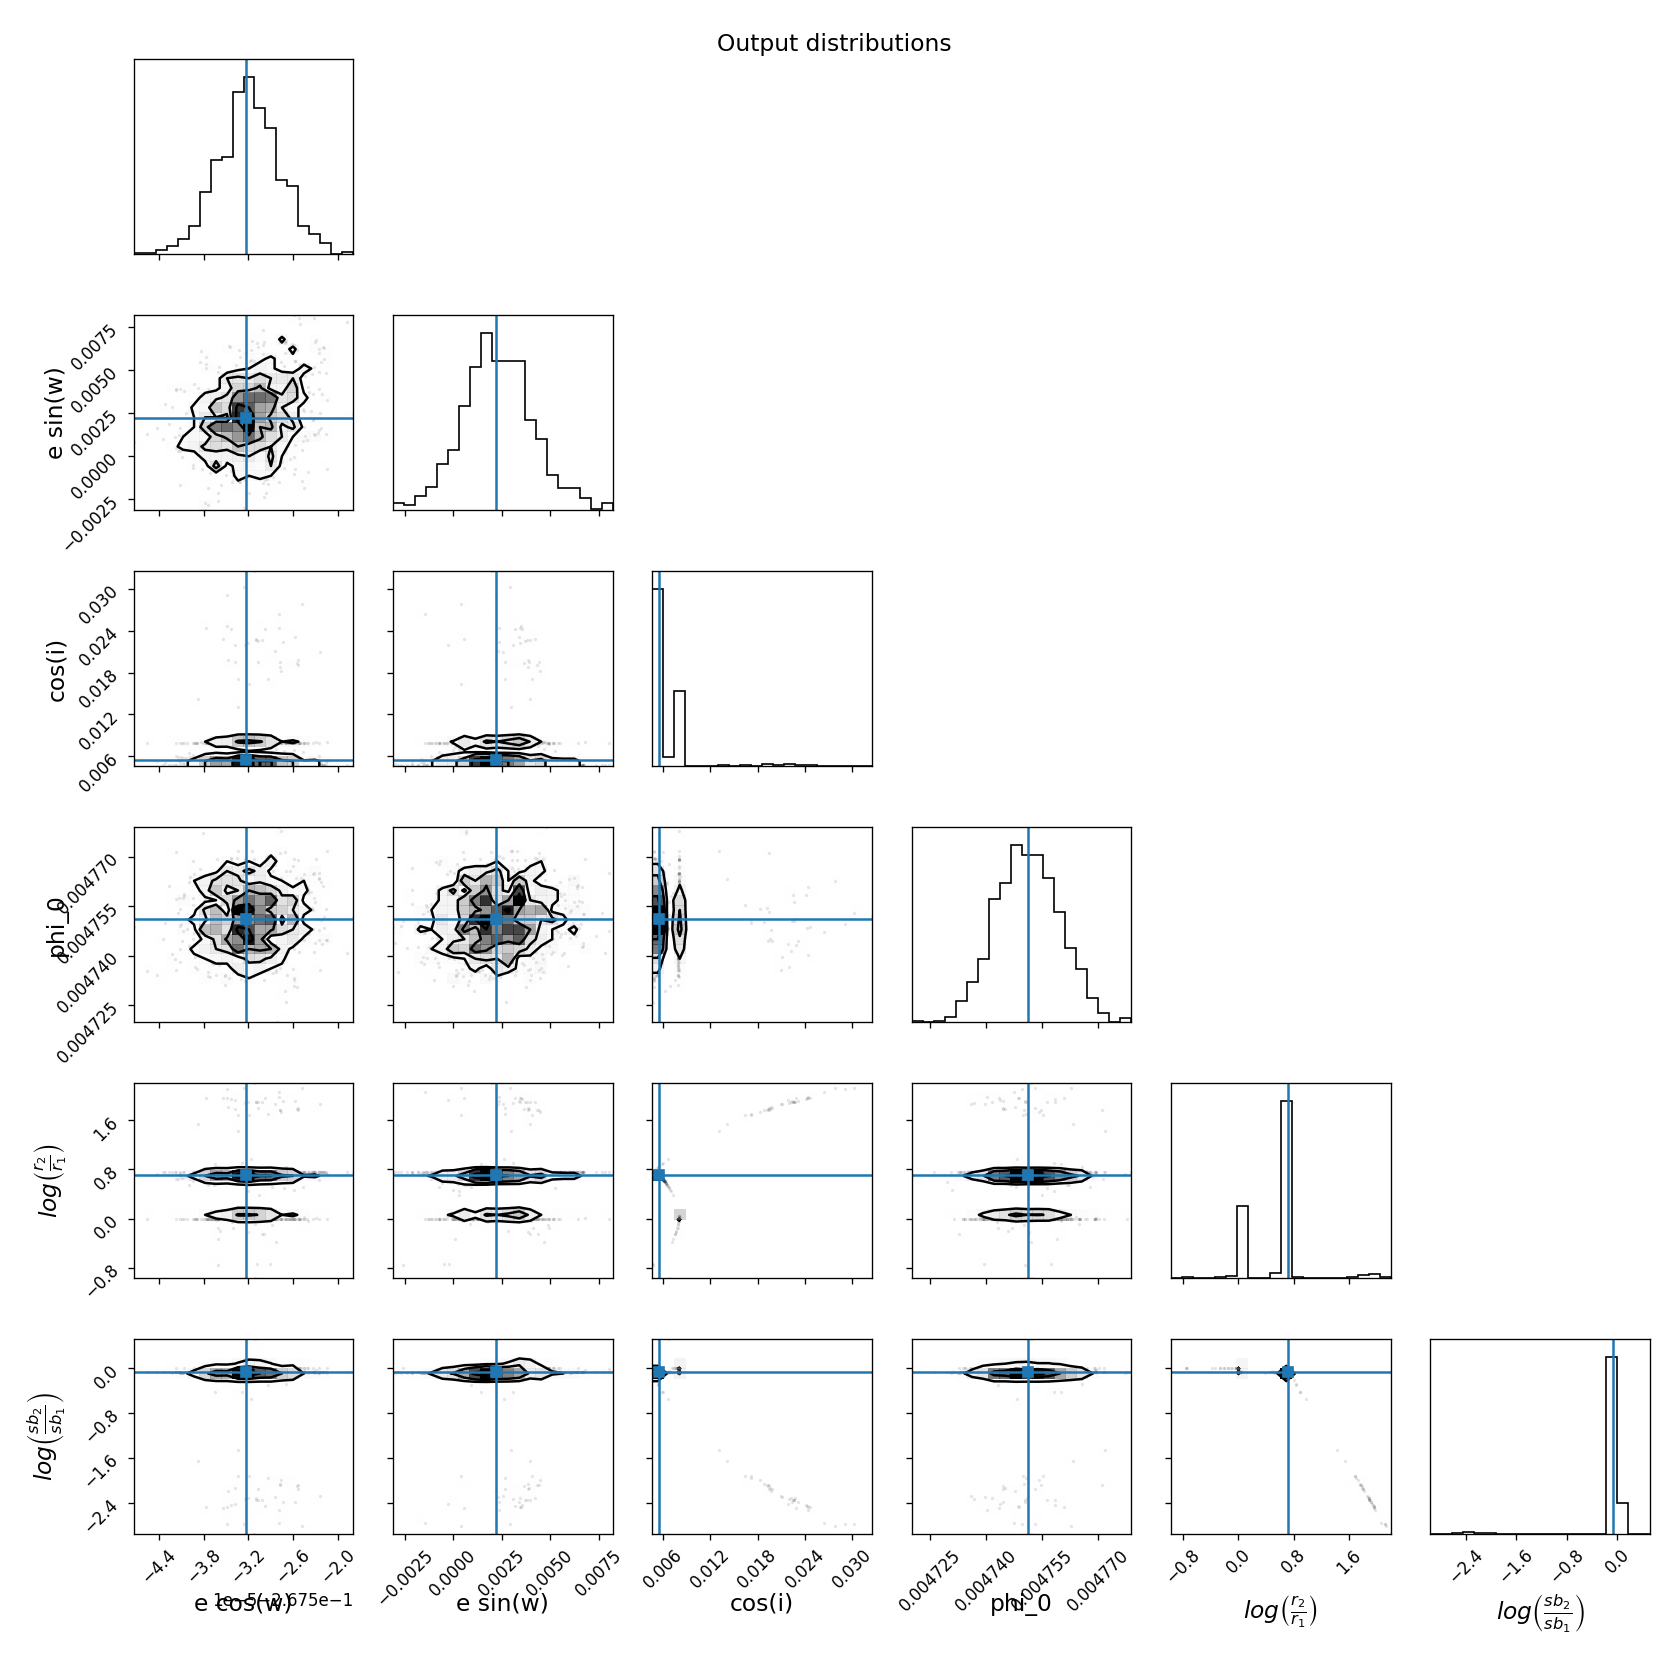 Output distributions
e sin(w)
0.0075
0.0050
0.0025
0.0000
−0.0025
cos(i)
0.030
0.024
0.018
0.012
0.006
phi_0
0.004770
0.004755
0.004740
0.004725
log(r2/r1)
1.6
0.8
0.0
−0.8
log(sb2/sb1)
0.0
−0.8
−1.6
−2.4
−4.4 −3.8 −3.2 −2.6 −2.0
−0.0025 0.0000 0.0025 0.0050 0.0075
0.006 0.012 0.018 0.024 0.030
0.004725 0.004740 0.004755 0.004770
−0.8 0.0 0.8 1.6
−2.4 −1.6 −0.8 0.0
e cos(w) e sin(w) cos(i) phi_0 log(r2/r1) log(sb2/sb1)